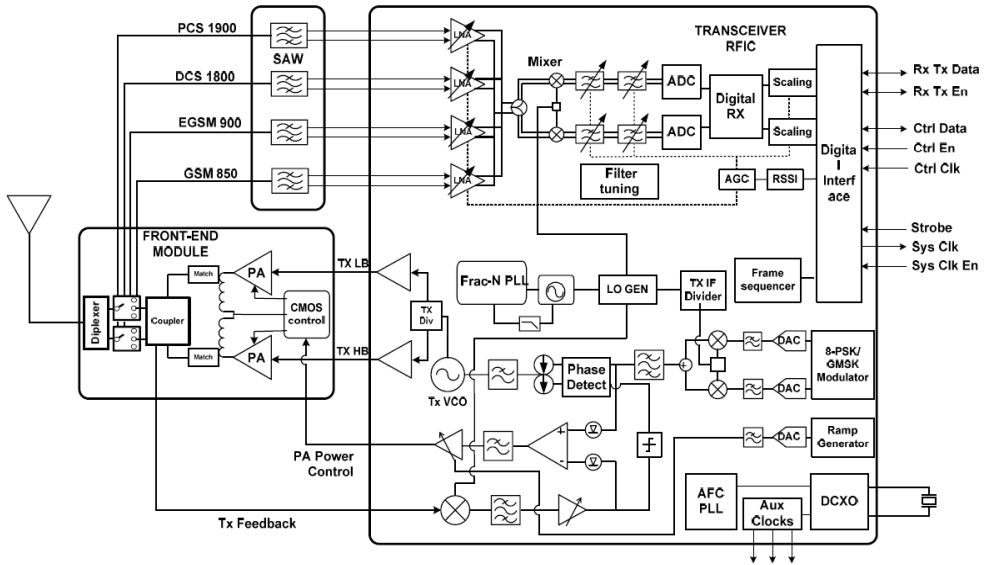 PCS 1900
SAW
DCS 1800
EGSM 900
GSM 850
LNA
LNA
LNA
LNA
TRANSCEIVER
RFIC
Mixer
ADC
ADC
Digital
RX
Scaling
Scaling
Filter
tuning
AGC
RSSI
Digita
l
Interf
ace
Rx Tx Data
Rx Tx En
Ctrl Data
Ctrl En
Ctrl Clk
Strobe
Sys Clk
Sys Clk En
FRONT-END
MODULE
Diplexer
Match
PA
Coupler
CMOS
control
Match
PA
TX LB
TX HB
TX
Div
Tx VCO
Frac-N PLL
LO GEN
TX IF
Divider
Frame
sequencer
Phase
Detect
DAC
DAC
8-PSK/
GMSK
Modulator
DAC
Ramp
Generator
+
-
PA Power
Control
Tx Feedback
AFC
PLL
Aux
Clocks
DCXO